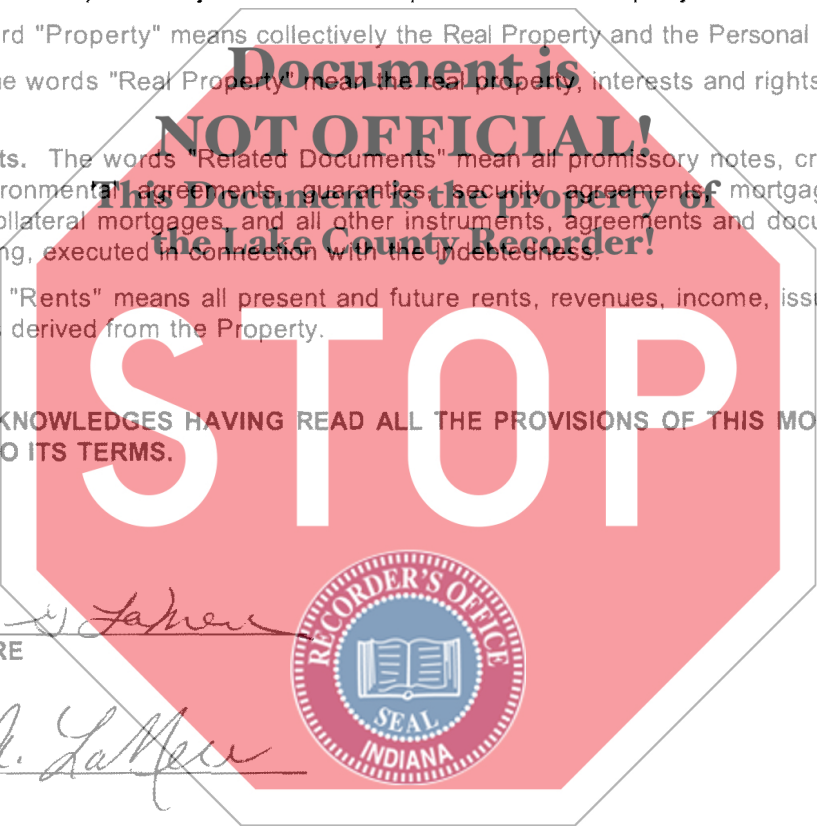 rd "Property" means collectively the Real Property and the Personal
e words "Real Property" mean the real property, interests and rights
Document is
NOT OFFICIAL!
This Document is the property of
the Lake County Recorder!
ts. The words "Related Documents" mean all promissory notes, cr
ronmental agreements, guaranties, security agreements, mortgag
ollateral mortgages, and all other instruments, agreements and docu
ng, executed in connection with the Indebtedness.
"Rents" means all present and future rents, revenues, income, issu
s derived from the Property.
STOP
KNOWLEDGES HAVING READ ALL THE PROVISIONS OF THIS MO
O ITS TERMS.
RE
RECORDER'S OFFICE
SEAL
INDIANA